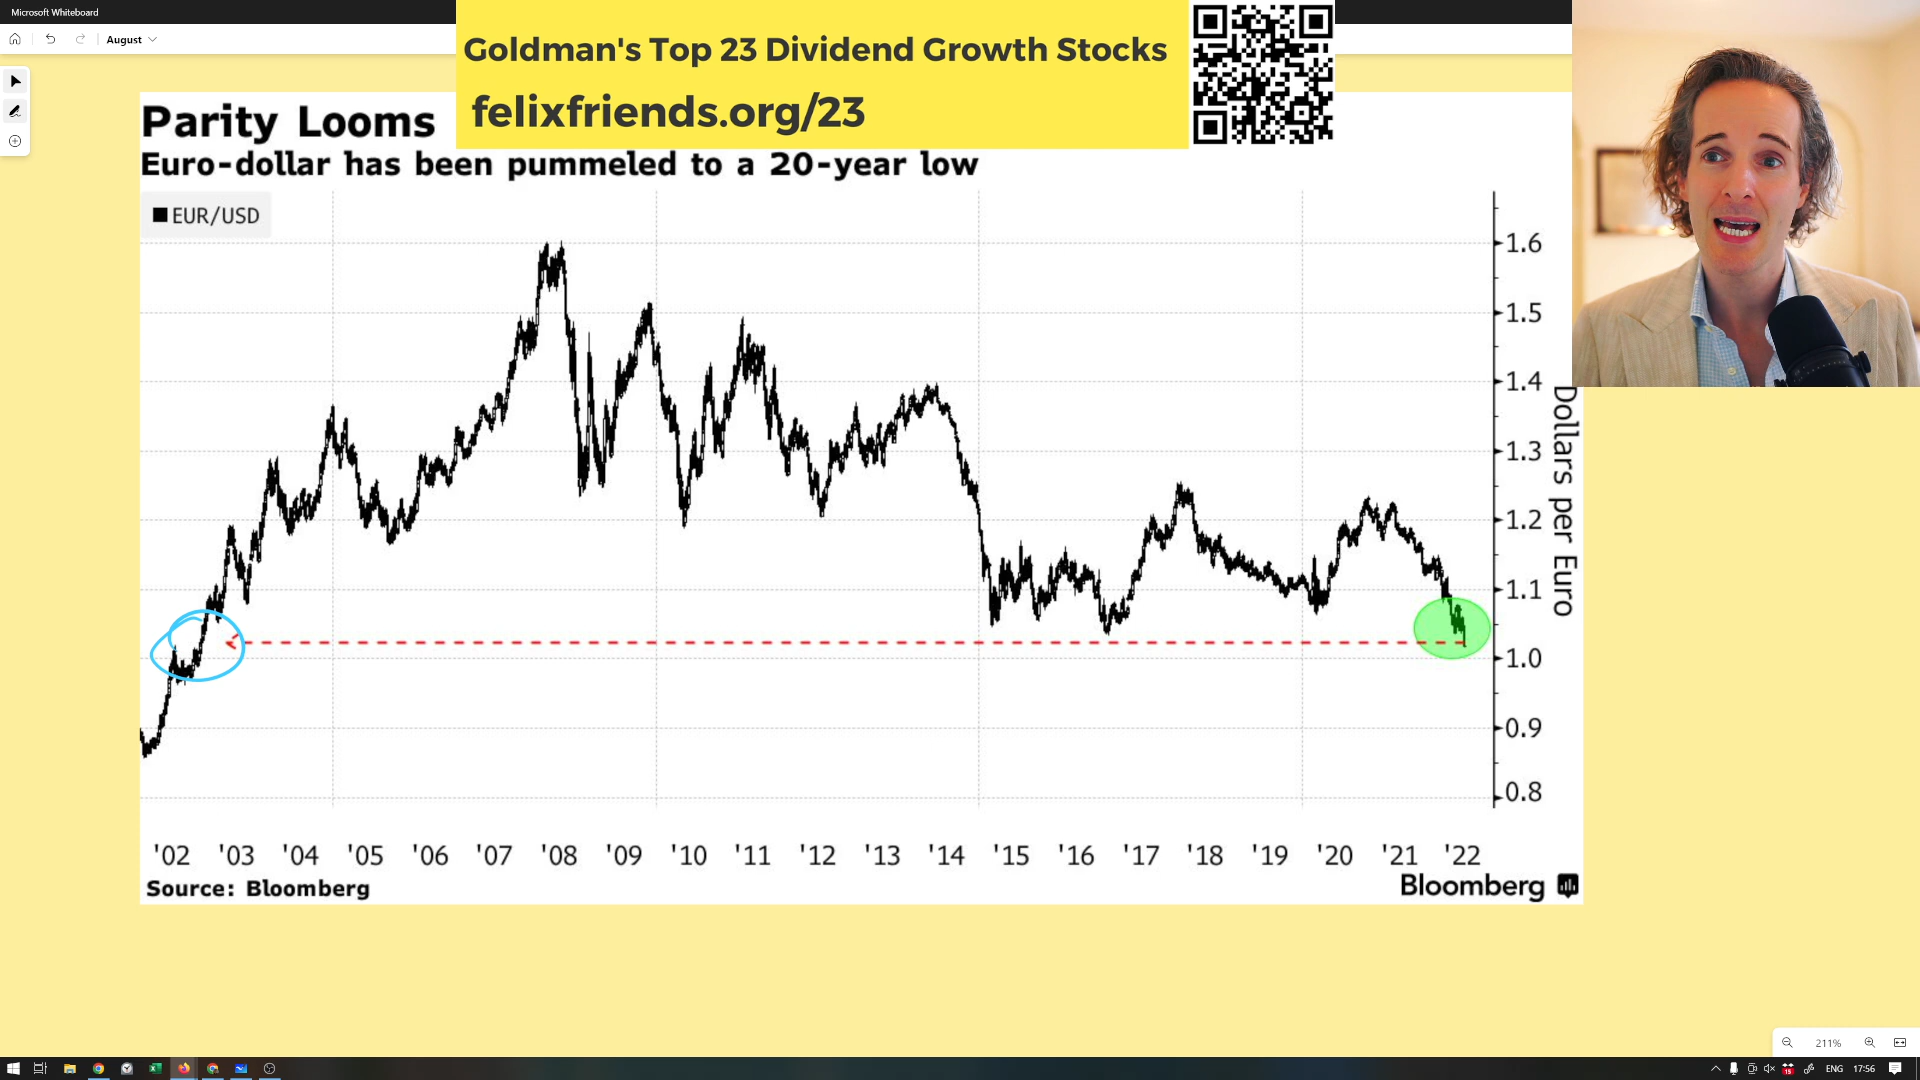 Microsoft Whiteboard
August
Goldman's Top 23 Dividend Growth Stocks
felixfriends.org/23
Parity Looms
Euro-dollar has been pummeled to a 20-year low
EUR/USD
1.6
1.5
1.4
1.3
1.2
1.1
1.0
0.9
0.8
Dollars per Euro
'02 '03 '04 '05 '06 '07 '08 '09 '10 '11 '12 '13 '14 '15 '16 '17 '18 '19 '20 '21 '22
Source: Bloomberg
Bloomberg
211%
15
ENG 17:56